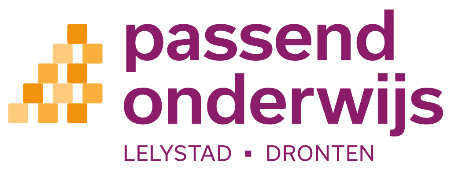 passend
onderwijs
LELYSTAD ▪ DRONTEN